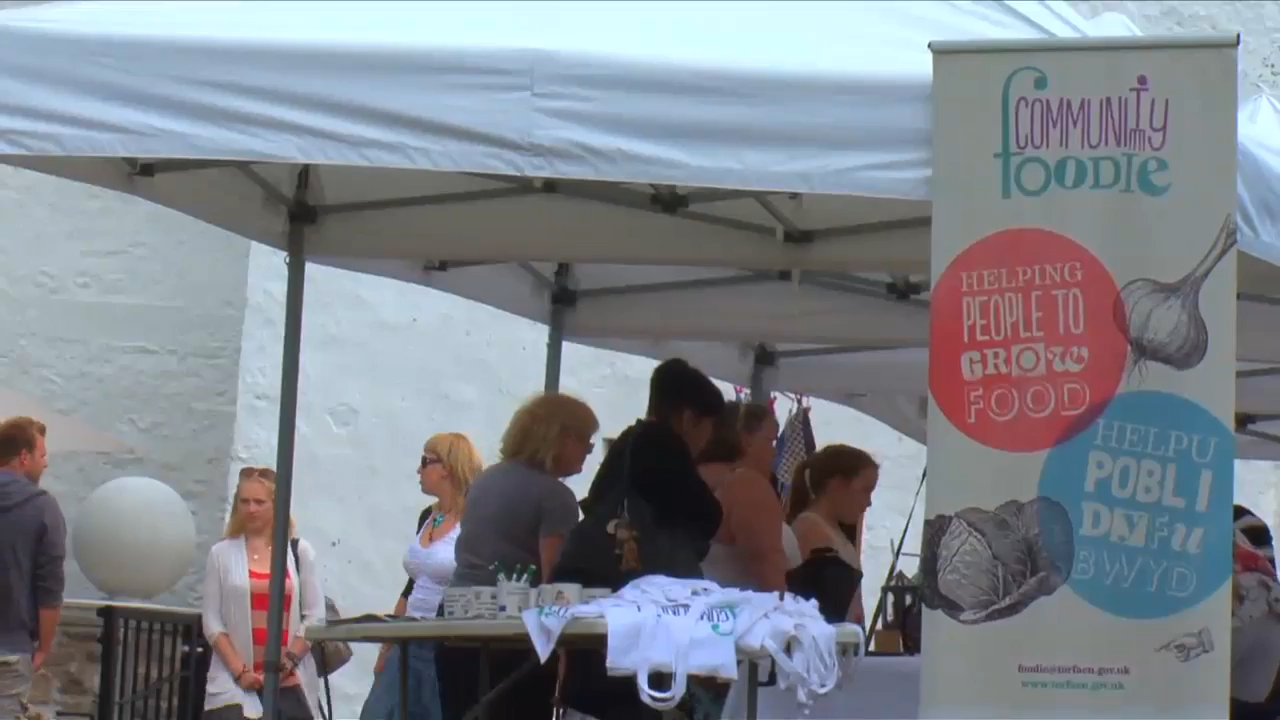 COMMUNITY
FOODIE
HELPING
PEOPLE TO
GROW
FOOD
HELPU
POBL I
DYFU
BWYD
foodie@torfaen.gov.uk
www.torfaen.gov.uk